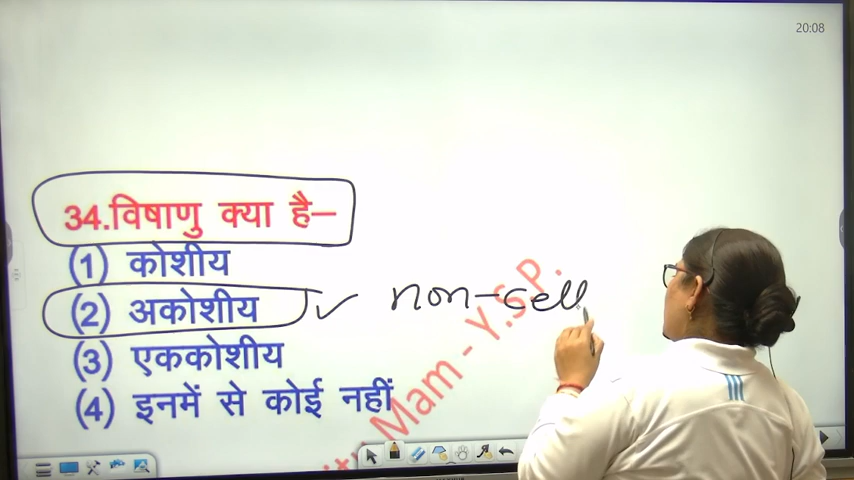 20:08
34.विषाणु क्या है–
(1) कोशीय
(2) अकोशीय non-cell
(3) एककोशीय
(4) इनमें से कोई नहीं
Mam - Y.S.P.